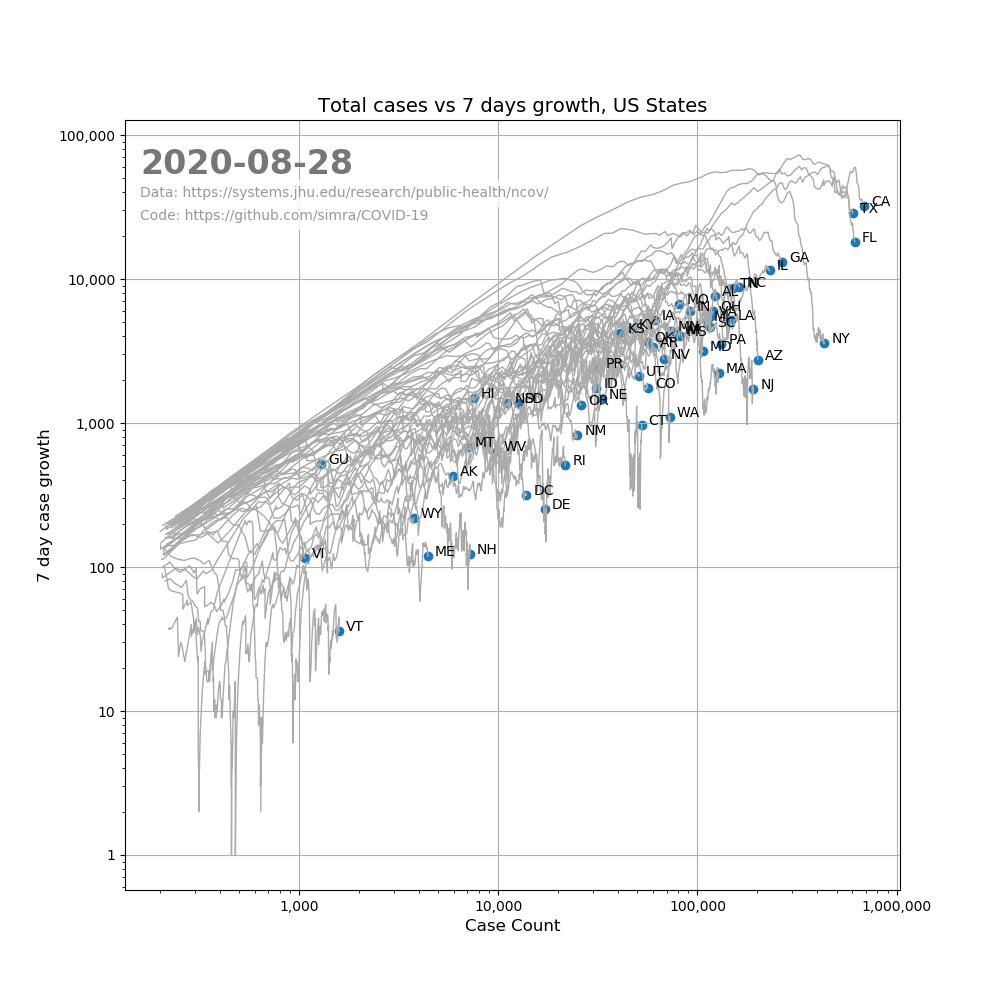 Total cases vs 7 days growth, US States
100,000
2020-08-28
Data: https://systems.jhu.edu/research/public-health/ncov/
Code: https://github.com/simra/COVID-19
CA
TX
FL
GA
IL
10,000
TN
NC
AL
MO
IN
OH
VA
LA
IA
SC
KY
KS
MN
MS
NY
OK
AR
PA
MD
NV
AZ
PR
UT
MA
ID
CO
NJ
HI
ND
SD
NE
OR
WA
1,000
CT
NM
MT
WV
GU
RI
AK
DC
DE
WY
VI
ME
NH
100
VT
10
1
1,000
10,000
100,000
1,000,000
Case Count
7 day case growth